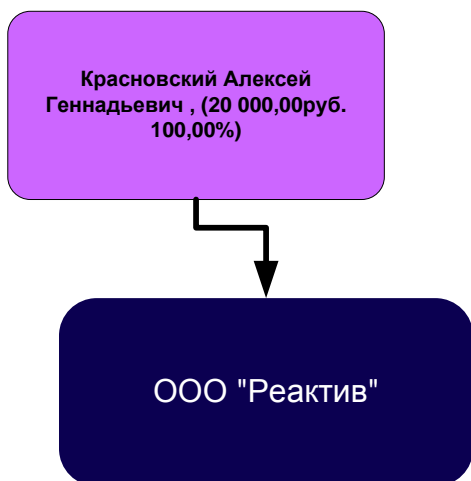 Красновский Алексей
Геннадьевич , (20 000,00руб.
100,00%)
ООО "Реактив"